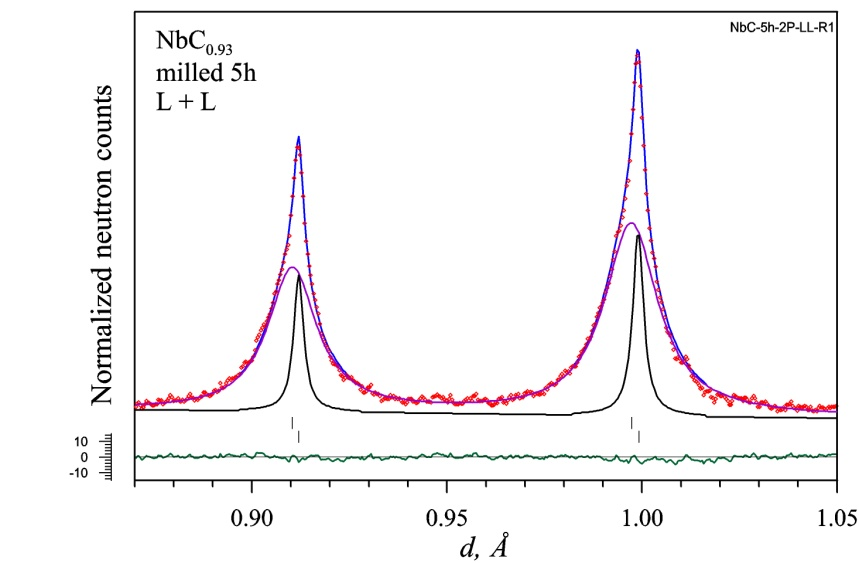 NbC-5h-2P-LL-R1
NbC0.93
milled 5h
L + L
Normalized neutron counts
10
0
-10
0.90 0.95 1.00 1.05
d, Å